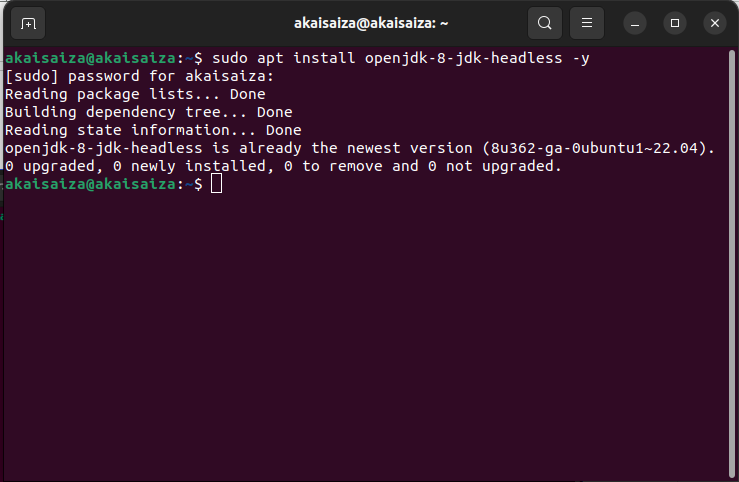 akaisaiza@akaisaiza: ~
akaisaiza@akaisaiza:~$ sudo apt install openjdk-8-jdk-headless -y
[sudo] password for akaisaiza:
Reading package lists... Done
Building dependency tree... Done
Reading state information... Done
openjdk-8-jdk-headless is already the newest version (8u362-ga-0ubuntu1~22.04).
0 upgraded, 0 newly installed, 0 to remove and 0 not upgraded.
akaisaiza@akaisaiza:~$